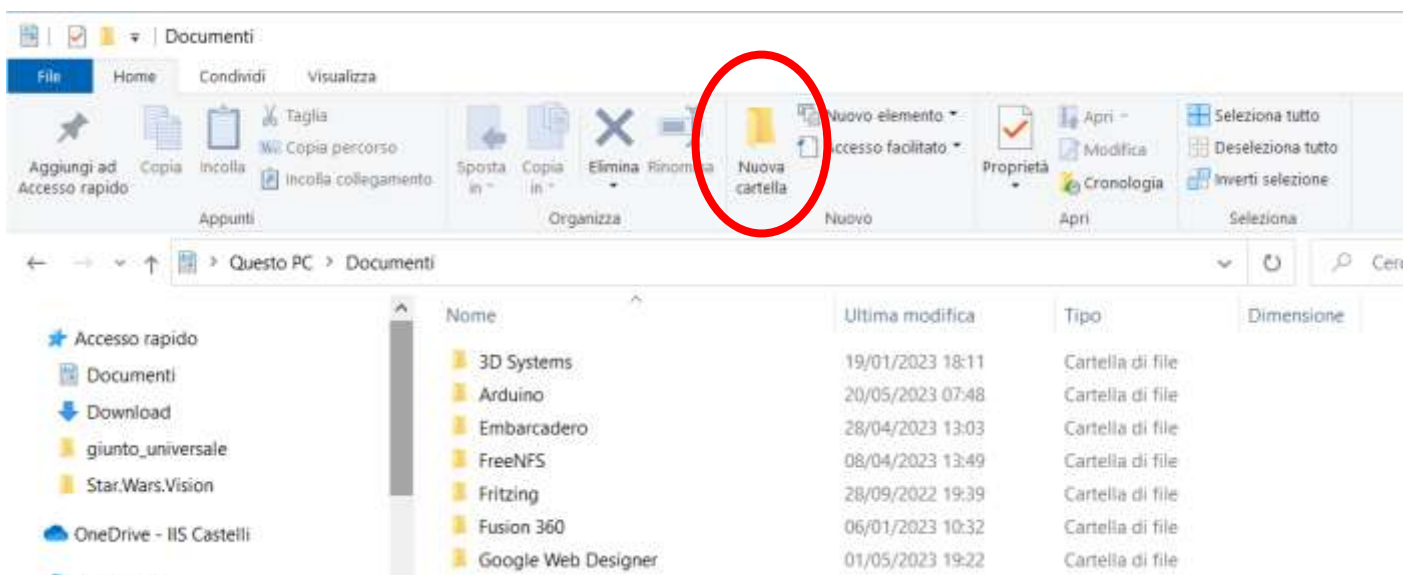 Documenti
File Home Condividi Visualizza
Aggiungi ad Accesso rapido
Copia
Incolla
Taglia
Copia percorso
Incolla collegamento
Appunti
Sposta in
Copia in
Elimina
Rinomina
Organizza
Nuova cartella
Nuovo elemento
Accesso facilitato
Nuovo
Proprietà
Apri
Modifica
Cronologia
Apri
Seleziona tutto
Deseleziona tutto
Inverti selezione
Seleziona
Questo PC > Documenti
Nome Ultima modifica Tipo Dimensione
Accesso rapido
Documenti
Download
giunto_universale
Star.Wars.Vision
OneDrive - IIS Castelli
3D Systems 19/01/2023 18:11 Cartella di file
Arduino 20/05/2023 07:48 Cartella di file
Embarcadero 28/04/2023 13:03 Cartella di file
FreeNFS 08/04/2023 13:49 Cartella di file
Fritzing 28/09/2022 19:39 Cartella di file
Fusion 360 06/01/2023 10:32 Cartella di file
Google Web Designer 01/05/2023 19:22 Cartella di file